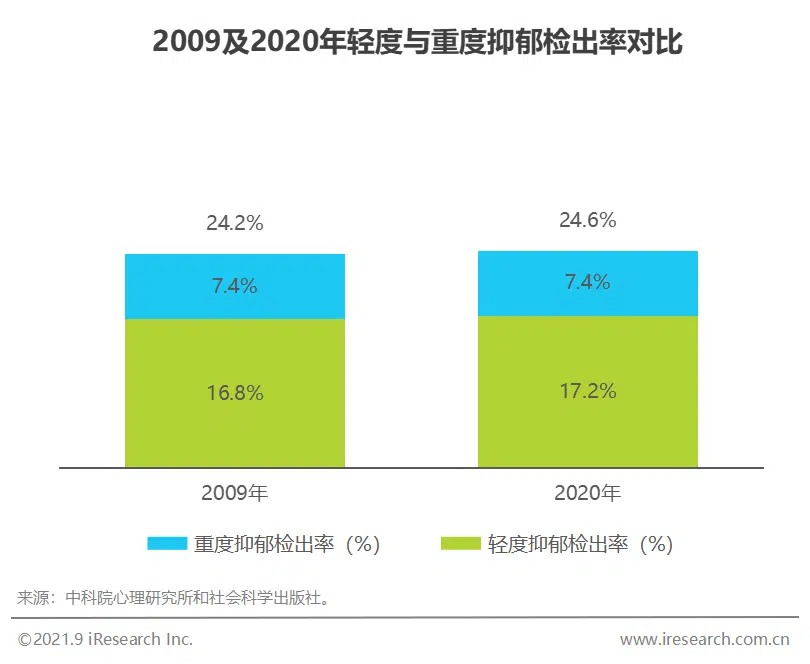 2009及2020年轻度与重度抑郁检出率对比
24.2%
24.6%
7.4%
7.4%
16.8%
17.2%
2009年
2020年
重度抑郁检出率（%）
轻度抑郁检出率（%）
来源：中科院心理研究所和社会科学出版社。
©2021.9 iResearch Inc.
www.iresearch.com.cn